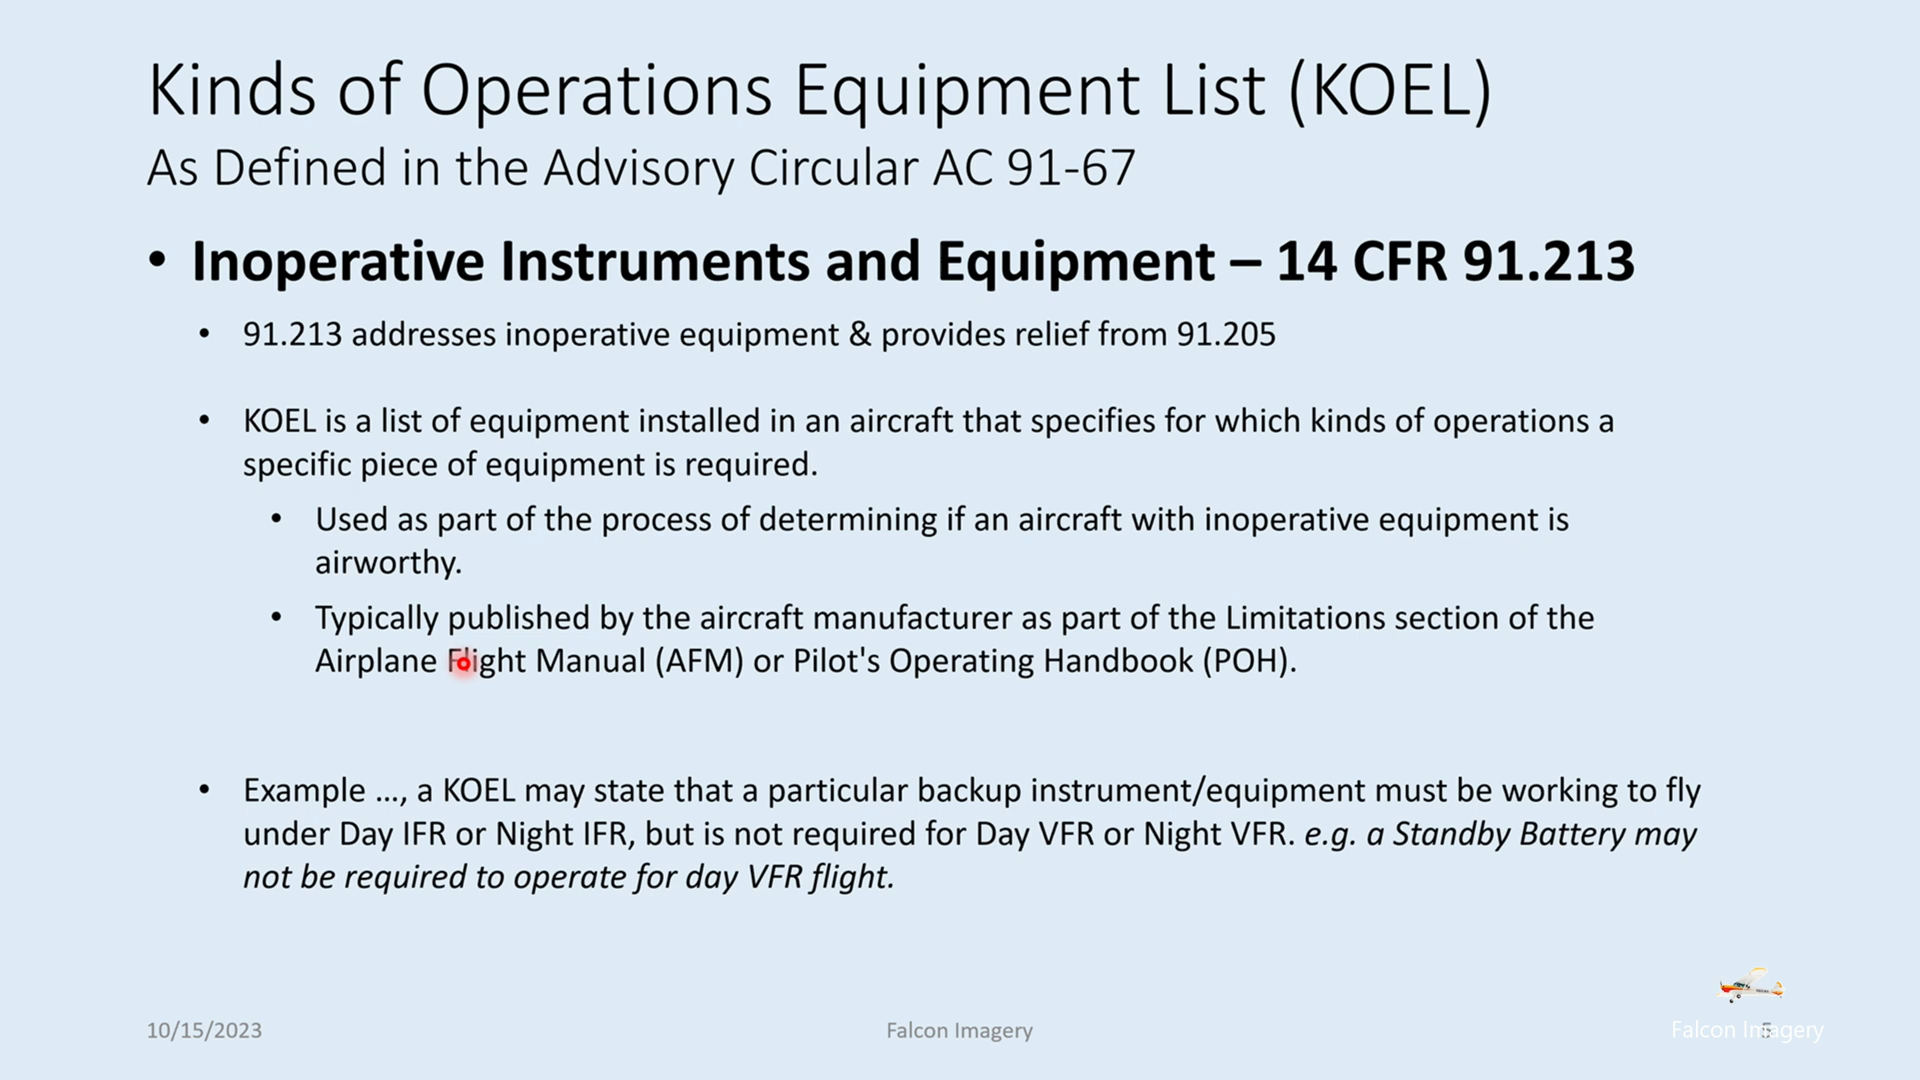 Kinds of Operations Equipment List (KOEL)
As Defined in the Advisory Circular AC 91-67
• Inoperative Instruments and Equipment – 14 CFR 91.213
• 91.213 addresses inoperative equipment & provides relief from 91.205
• KOEL is a list of equipment installed in an aircraft that specifies for which kinds of operations a
specific piece of equipment is required.
• Used as part of the process of determining if an aircraft with inoperative equipment is
airworthy.
• Typically published by the aircraft manufacturer as part of the Limitations section of the
Airplane Flight Manual (AFM) or Pilot's Operating Handbook (POH).
• Example …, a KOEL may state that a particular backup instrument/equipment must be working to fly
under Day IFR or Night IFR, but is not required for Day VFR or Night VFR. e.g. a Standby Battery may
not be required to operate for day VFR flight.
10/15/2023
Falcon Imagery
Falcon Imagery
5